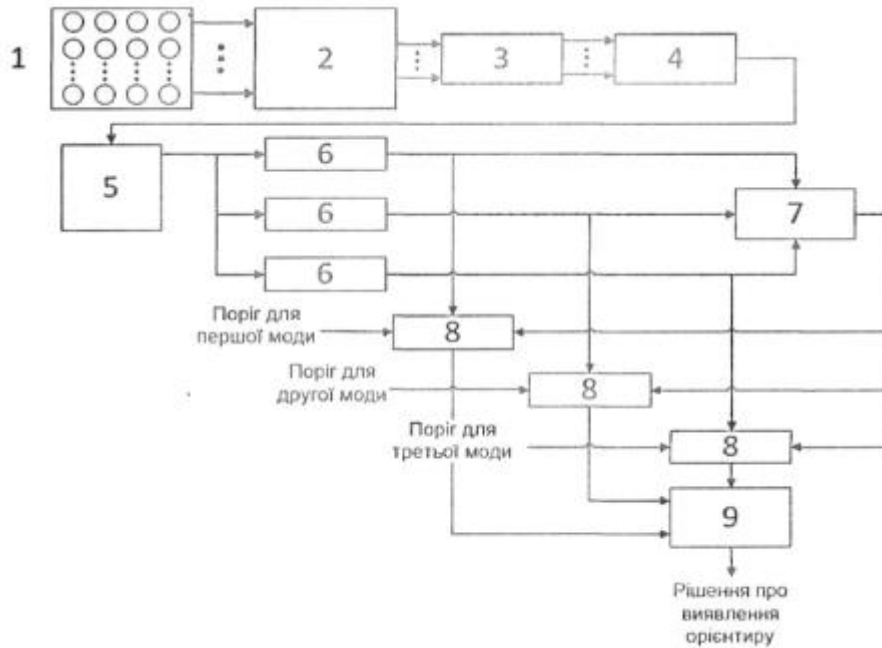 1
2
3
4
5
6
6
6
7
Поріг для
першої моди
8
Поріг для
другої моди
8
Поріг для
третьої моди
8
9
Рішення про
виявлення
орієнтиру